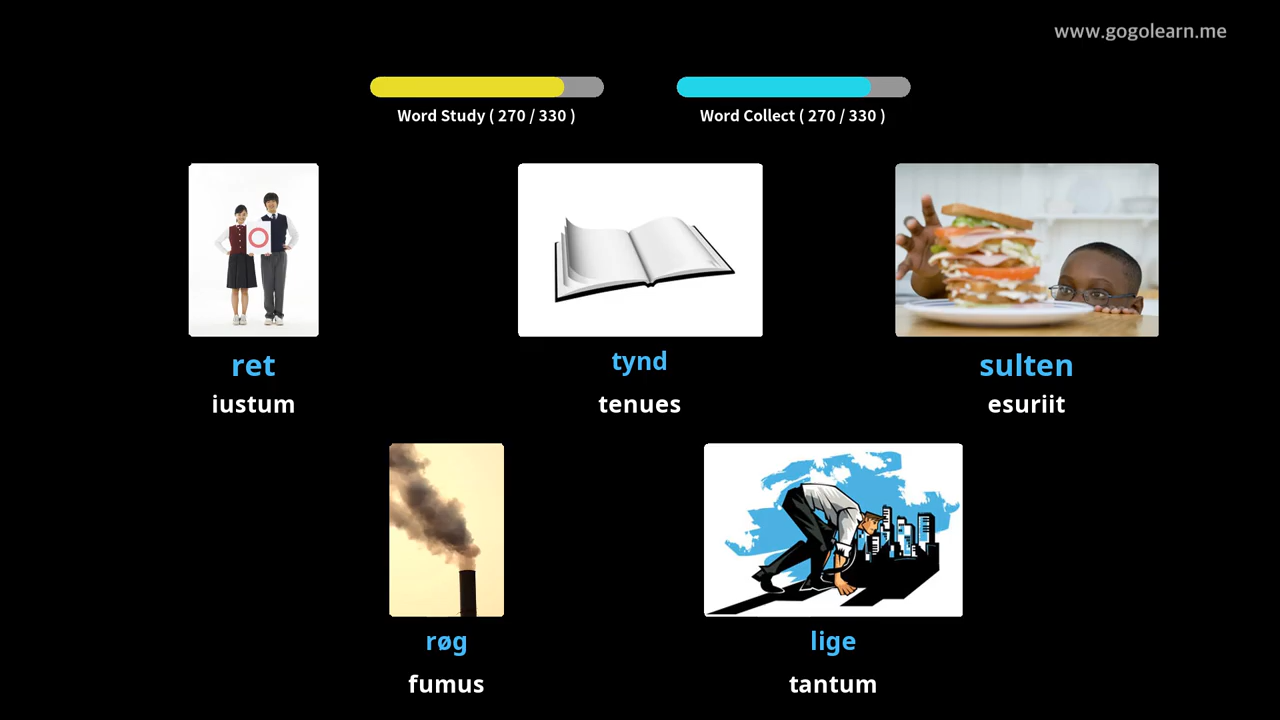 www.gogolearn.me
Word Study ( 270 / 330 )
Word Collect ( 270 / 330 )
ret
tynd
sulten
iustum
tenues
esuriit
røg
lige
fumus
tantum